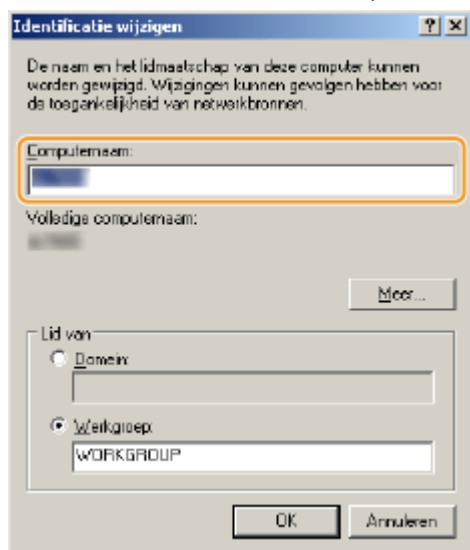 Identificatie wijzigen
De naam en het lidmaatschap van deze computer kunnen
worden gewijzigd. Wijzigingen kunnen gevolgen hebben voor
de toegankelijkheid van netwerkbronnen.
Computernaam:
Volledige computernaam:
Meer...
Lid van
Domein:
Werkgroep:
WORKGROUP
OK Annuleren